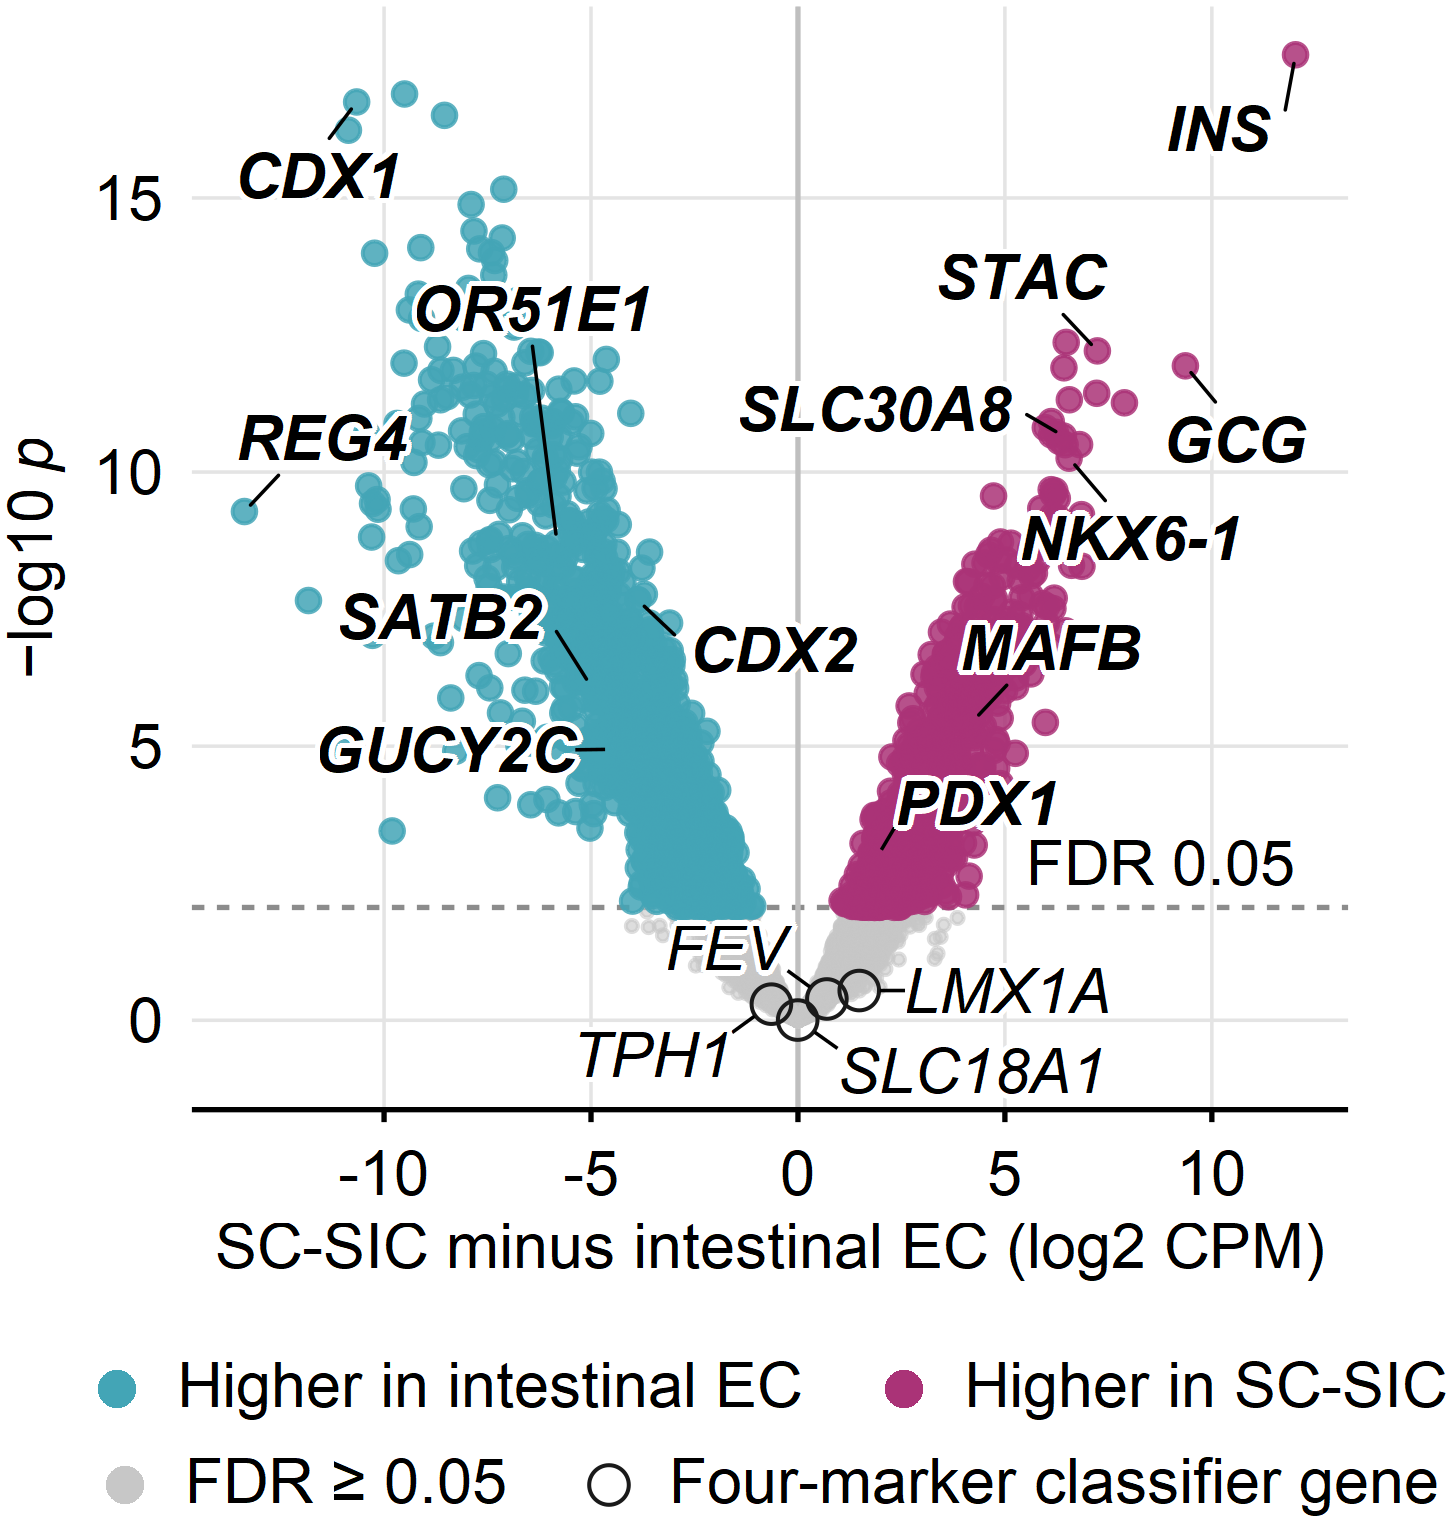 INS
CDX1
15
STAC
OR51E1
SLC30A8
GCG
REG4
10
NKX6-1
SATB2
CDX2
MAFB
GUCY2C
5
PDX1
FDR 0.05
FEV
LMX1A
0
TPH1
SLC18A1
−log10 p
-10 -5 0 5 10
SC-SIC minus intestinal EC (log2 CPM)
Higher in intestinal EC Higher in SC-SIC
FDR ≥ 0.05 Four-marker classifier gene